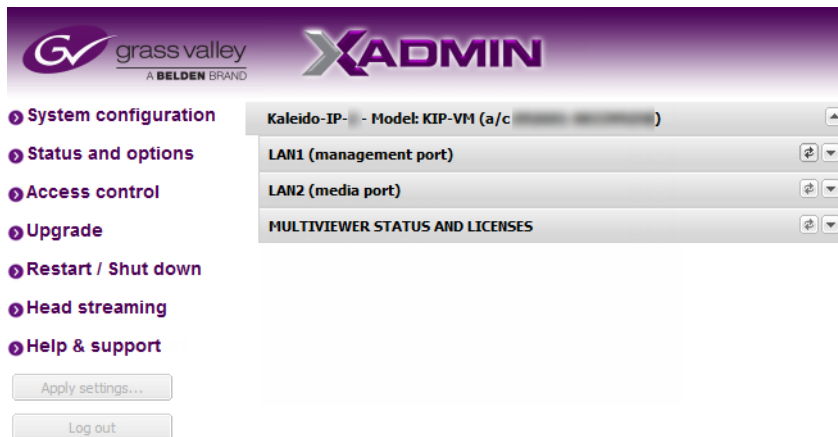 GV grass valley
A BELDEN BRAND
XADMIN
System configuration
Status and options
Access control
Upgrade
Restart / Shut down
Head streaming
Help & support
Apply settings...
Log out
Kaleido-IP- - Model: KIP-VM (a/c )
LAN1 (management port)
LAN2 (media port)
MULTIVIEWER STATUS AND LICENSES